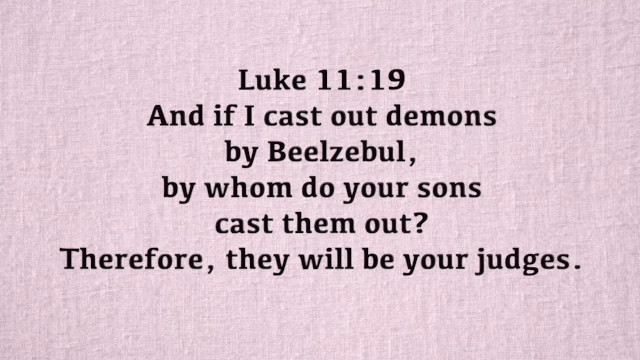 Luke 11:19
And if I cast out demons
by Beelzebul,
by whom do your sons
cast them out?
Therefore, they will be your judges.